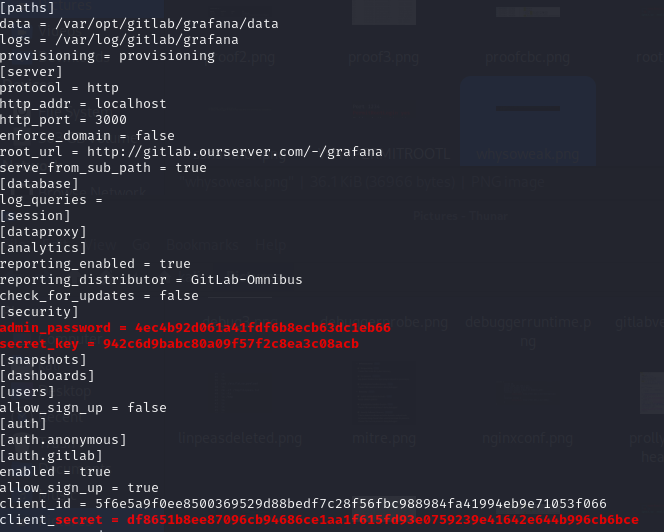 [paths]
data = /var/opt/gitlab/grafana/data
logs = /var/log/gitlab/grafana
provisioning = provisioning
[server]
protocol = http
http_addr = localhost
http_port = 3000
enforce_domain = false
root_url = http://gitlab.ourserver.com/-/grafana
serve_from_sub_path = true
[database]
log_queries =
[session]
[dataproxy]
[analytics]
reporting_enabled = true
reporting_distributor = GitLab-Omnibus
check_for_updates = false
[security]
admin_password = 4ec4b92d061a41fdf6b8ecb63dc1eb66
secret_key = 942c6d9babc80a09f57f2c8ea3c08acb
[snapshots]
[dashboards]
[users]
allow_sign_up = false
[auth]
[auth.anonymous]
[auth.gitlab]
enabled = true
allow_sign_up = true
client_id = 5f6e5a9f0ee8500369529d88bedf7c28f56fbc988984fa41994eb9e71053f066
client_secret = df8651b8ee87096cb94686ce1aa1f615fd93e0759239e41642e644b996cb6bce